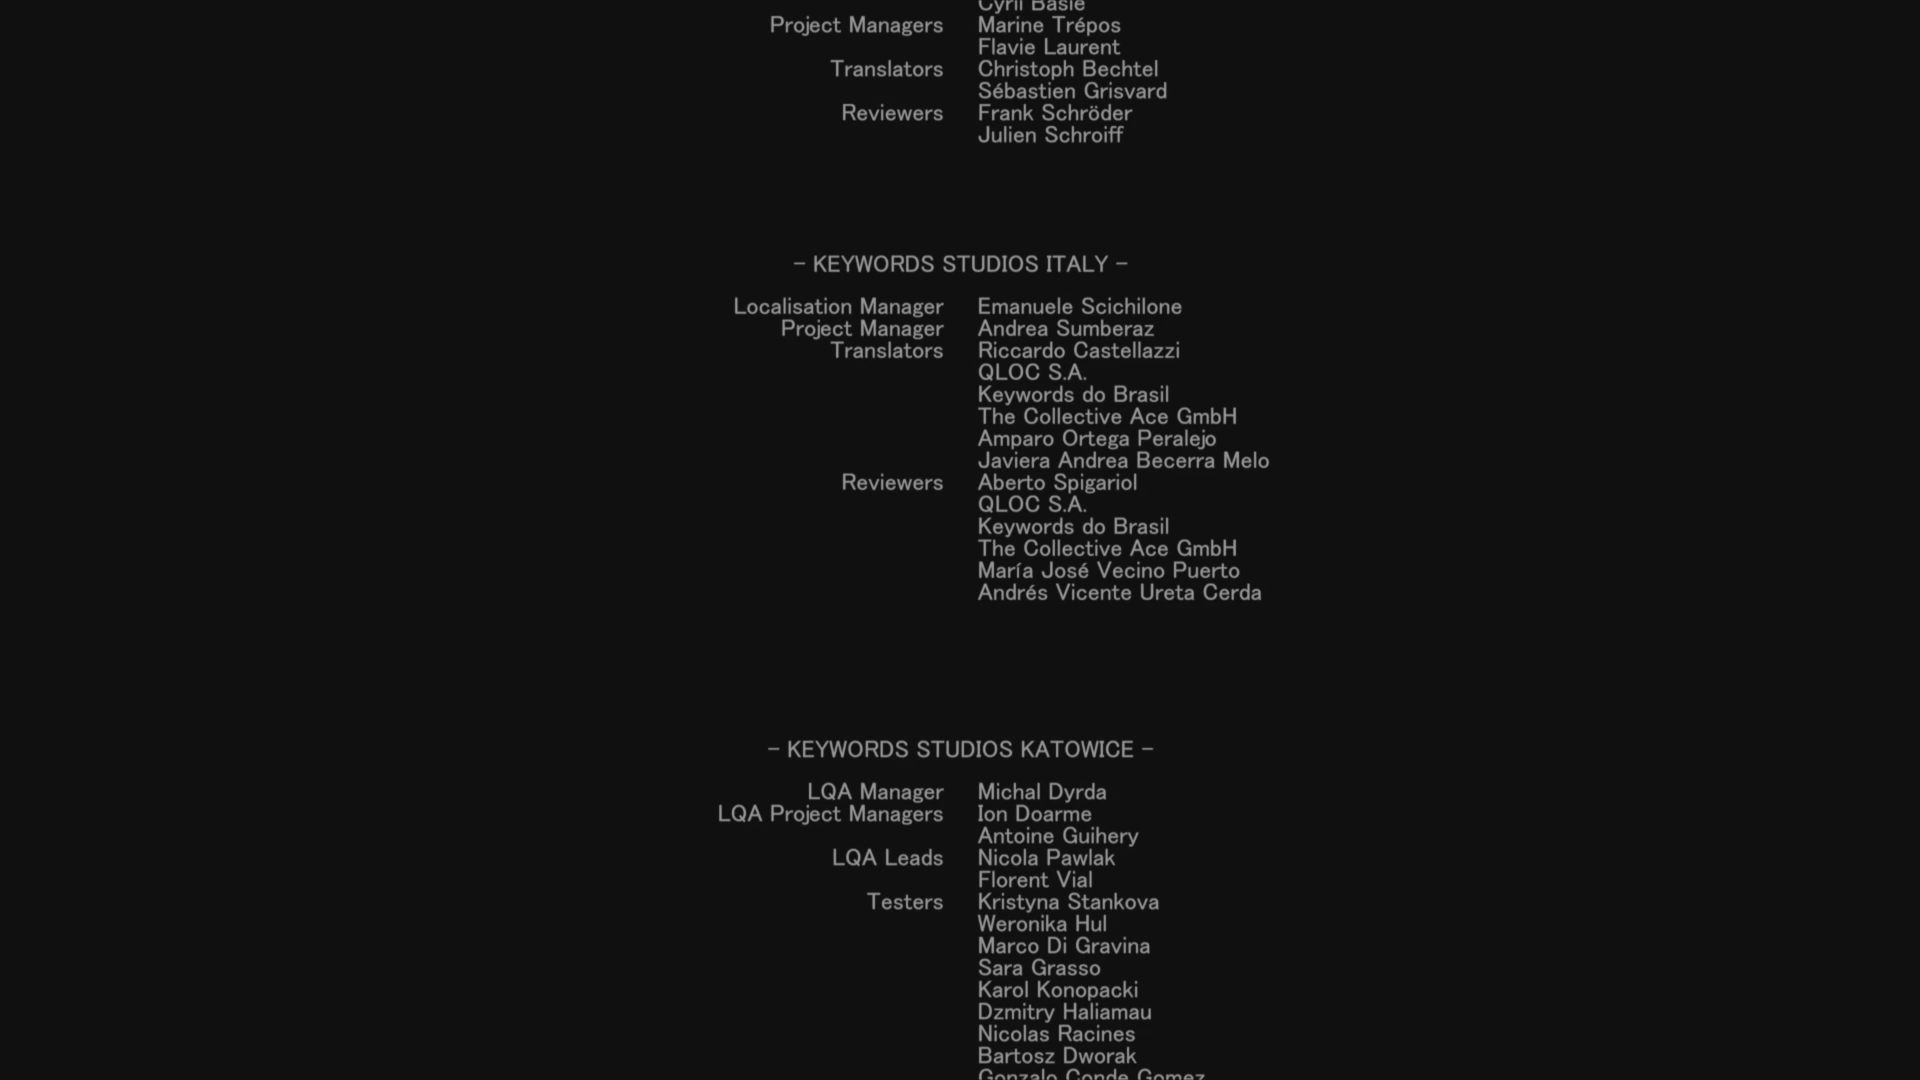 Cyril Basle
Project Managers Marine Trépos
Flavie Laurent
Translators Christoph Bechtel
Sébastien Grisvard
Reviewers Frank Schröder
Julien Schroiff
– KEYWORDS STUDIOS ITALY –
Localisation Manager Emanuele Scichilone
Project Manager Andrea Sumberaz
Translators Riccardo Castellazzi
QLOC S.A.
Keywords do Brasil
The Collective Ace GmbH
Amparo Ortega Peralejo
Javiera Andrea Becerra Melo
Reviewers Aberto Spigariol
QLOC S.A.
Keywords do Brasil
The Collective Ace GmbH
María José Vecino Puerto
Andrés Vicente Ureta Cerda
– KEYWORDS STUDIOS KATOWICE –
LQA Manager Michal Dyrda
LQA Project Managers Ion Doarme
Antoine Guihery
LQA Leads Nicola Pawlak
Florent Vial
Testers Kristyna Stankova
Weronika Hul
Marco Di Gravina
Sara Grasso
Karol Konopacki
Dzmitry Haliamau
Nicolas Racines
Bartosz Dworak
Gonzalo Conde Gomez